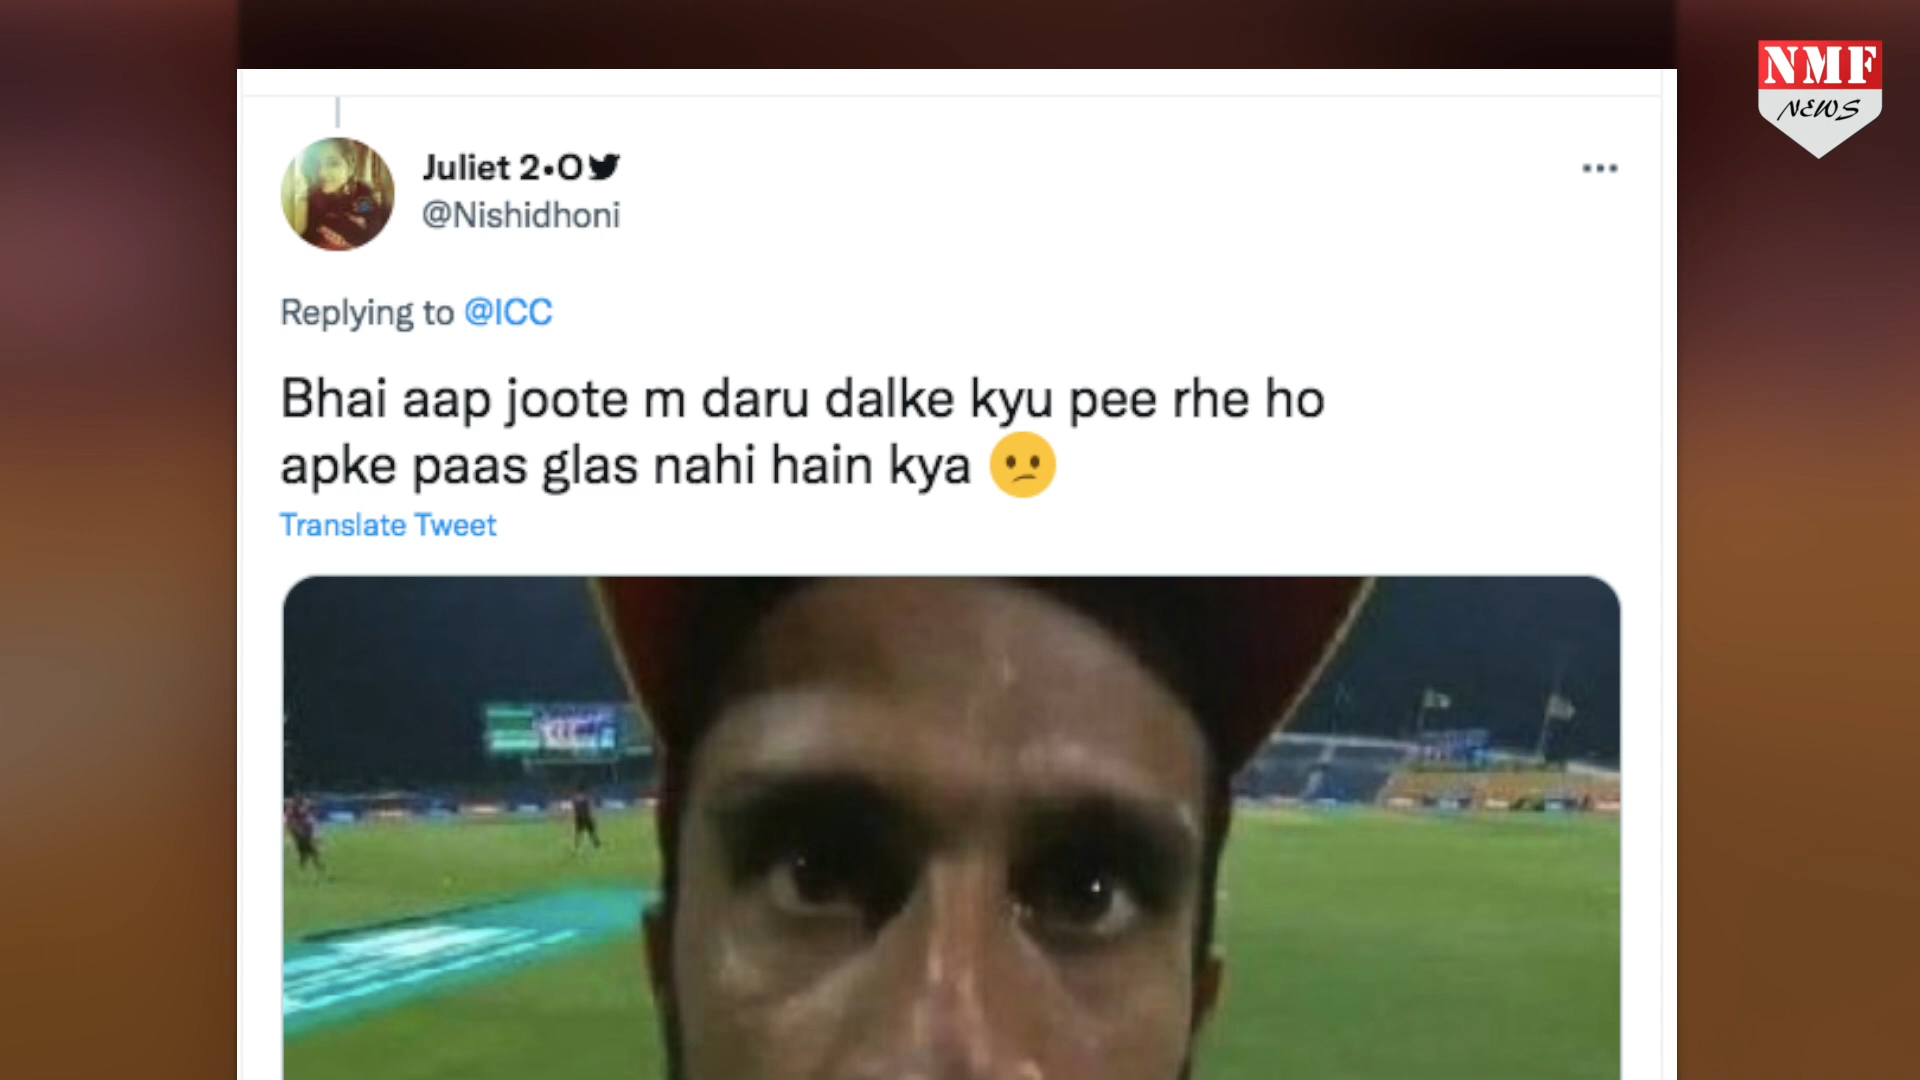 NMF
NEWS
Juliet 2•O
@Nishidhoni
Replying to @ICC
Bhai aap joote m daru dalke kyu pee rhe ho
apke paas glas nahi hain kya 😕
Translate Tweet